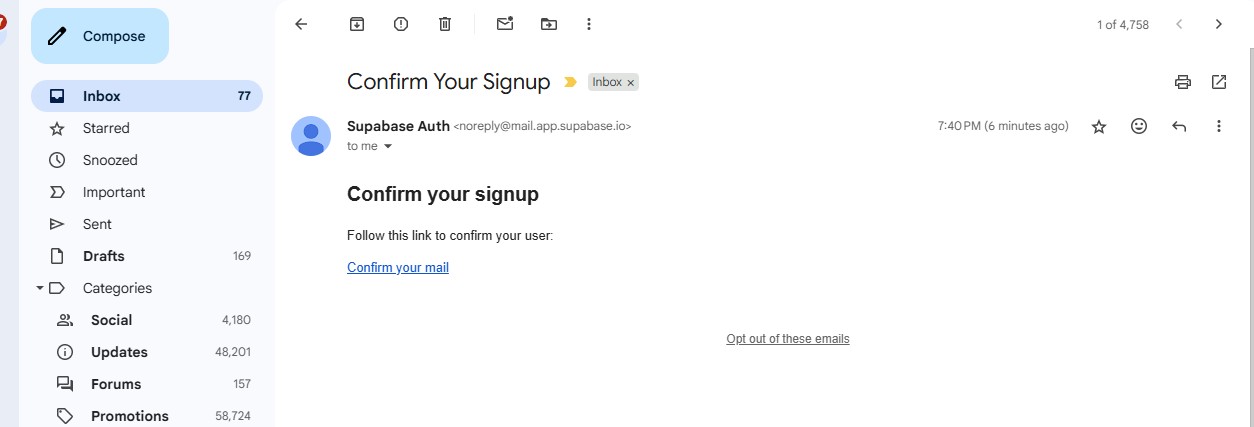 Compose
1 of 4,758
Confirm Your Signup
Inbox ×
Inbox 77
Supabase Auth <noreply@mail.app.supabase.io>
7:40 PM (6 minutes ago)
to me
Starred
Snoozed
Important
Sent
Drafts 169
Categories
Social 4,180
Updates 48,201
Forums 157
Promotions 58,724
Confirm your signup
Follow this link to confirm your user:
Confirm your mail
Opt out of these emails